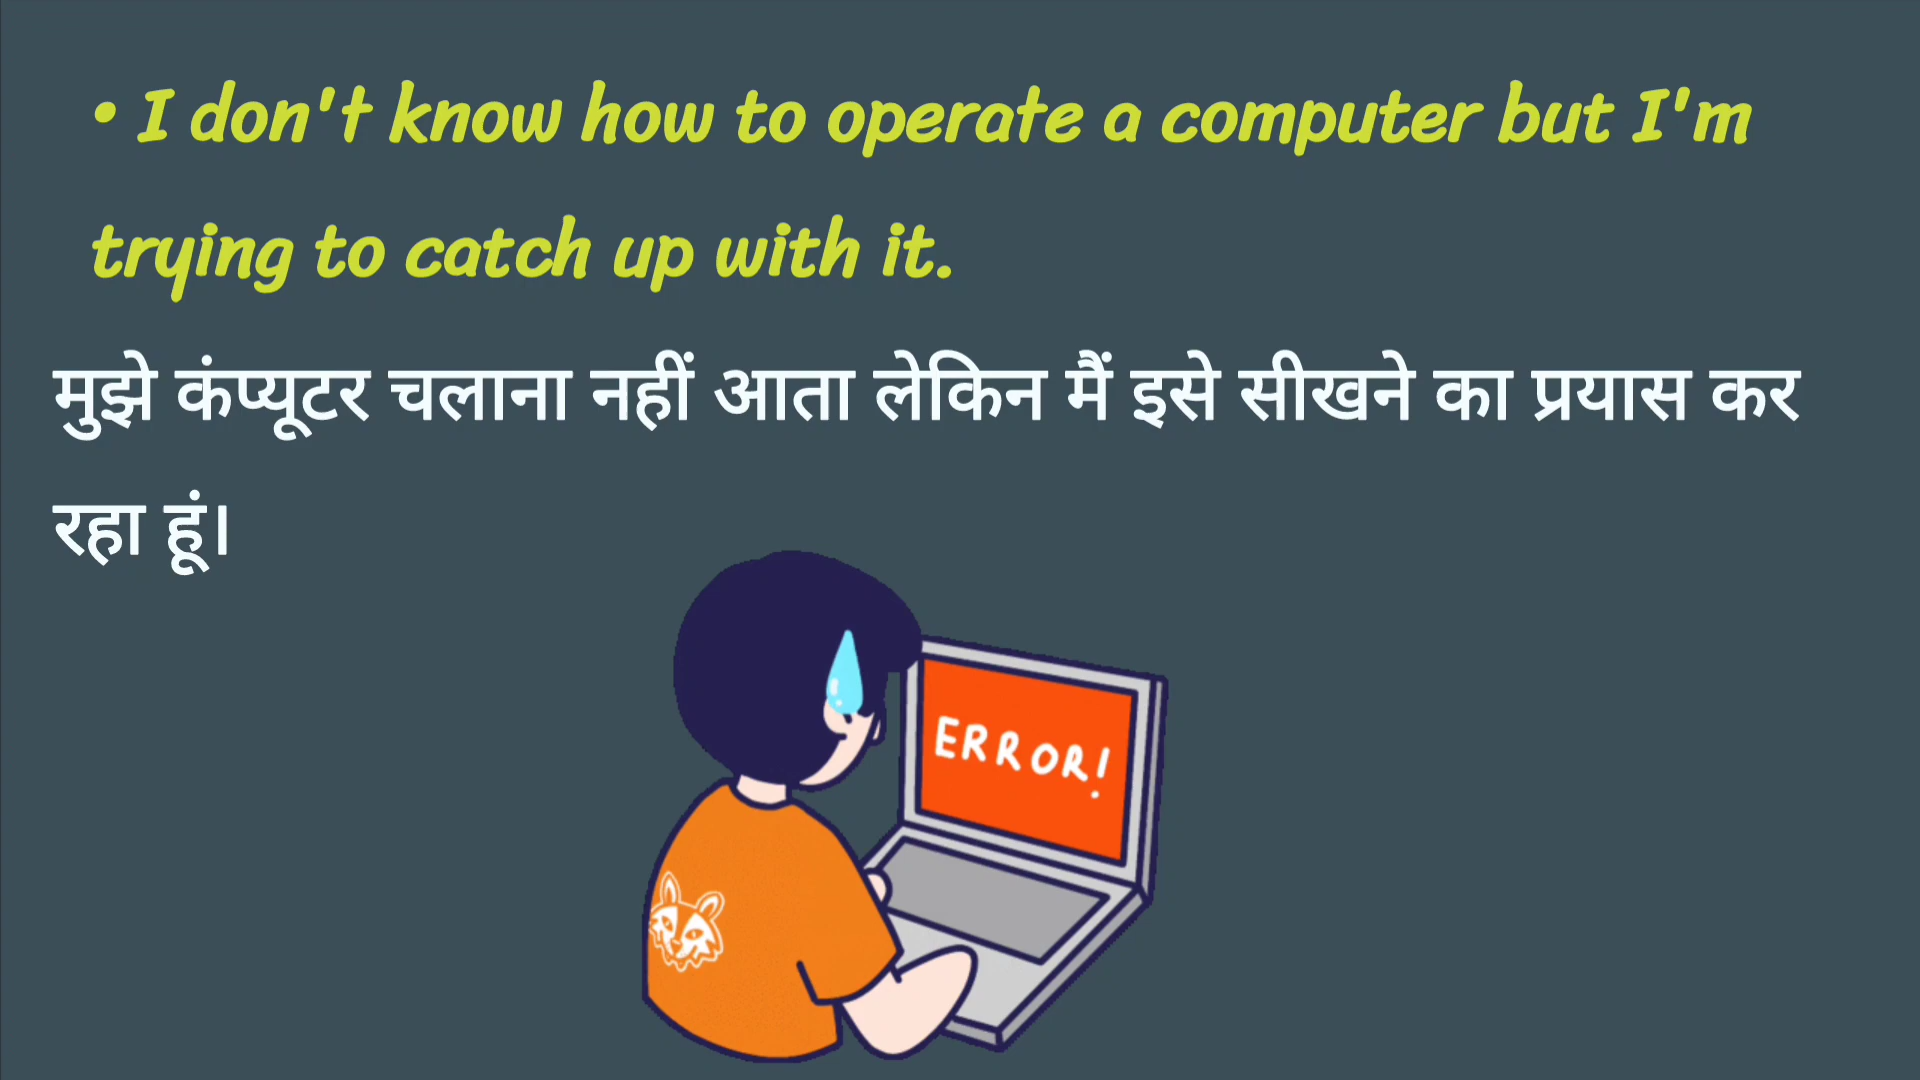 • I don't know how to operate a computer but I'm
trying to catch up with it.
मुझे कंप्यूटर चलाना नहीं आता लेकिन मैं इसे सीखने का प्रयास कर
रहा हूं।
ERROR!